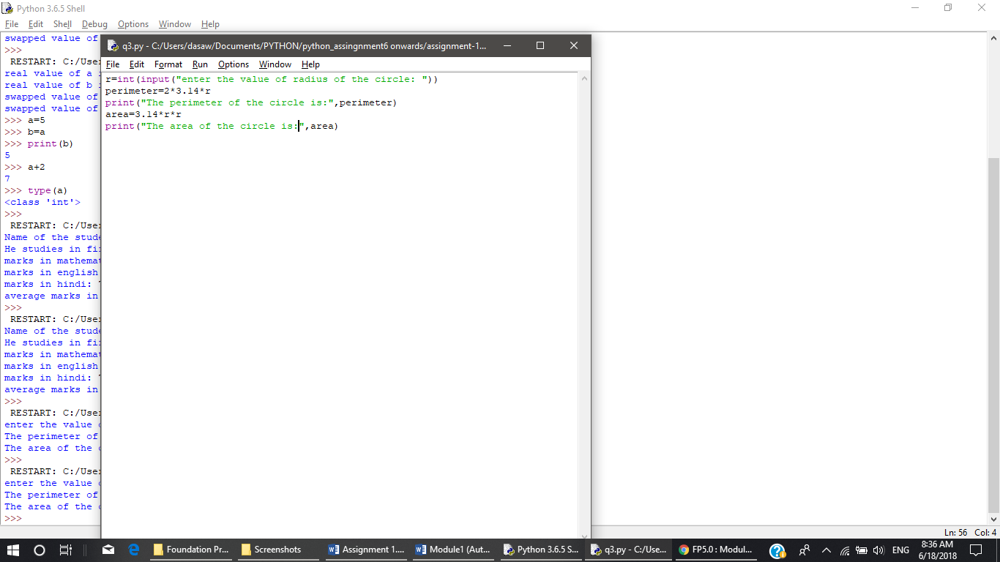 Python 3.6.5 Shell
File Edit Shell Debug Options Window Help
swapped value of
>>>
RESTART: C:/User
real value of a
real value of b
swapped value of
swapped value of
>>> a=5
>>> b=a
>>> print(b)
5
>>> a+2
7
>>> type(a)
<class 'int'>
>>>
RESTART: C:/User
Name of the stude
He studies in fi
marks in mathemat
marks in english
marks in hindi:
average marks in
>>>
RESTART: C:/User
Name of the stude
He studies in fi
marks in mathemat
marks in english
marks in hindi:
average marks in
>>>
RESTART: C:/User
enter the value
The perimeter of
The area of the
>>>
RESTART: C:/User
enter the value
The perimeter of
The area of the
>>>
q3.py - C:/Users/dasaw/Documents/PYTHON/python_assingnment6 onwards/assignment-1...
File Edit Format Run Options Window Help
r=int(input("enter the value of radius of the circle: "))
perimeter=2*3.14*r
print("The perimeter of the circle is:",perimeter)
area=3.14*r*r
print("The area of the circle is:",area)
Ln: 56 Col: 4
Foundation Pr... Screenshots Assignment 1.... Module1 (Aut... Python 3.6.5 S... q3.py - C:/Use... FP5.0 : Modul... ENG 8:36 AM
6/18/2018